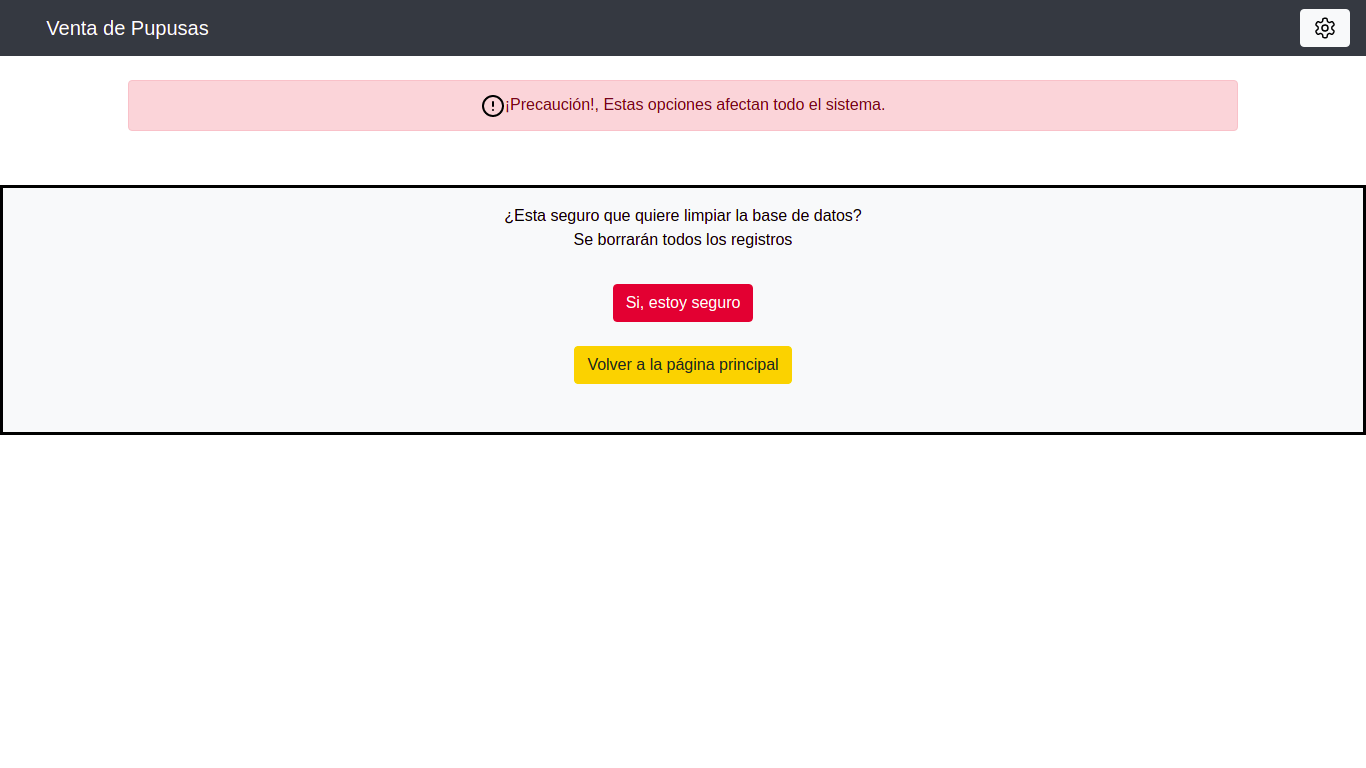 Venta de Pupusas
¡Precaución!, Estas opciones afectan todo el sistema.
¿Esta seguro que quiere limpiar la base de datos?
Se borrarán todos los registros
Si, estoy seguro
Volver a la página principal